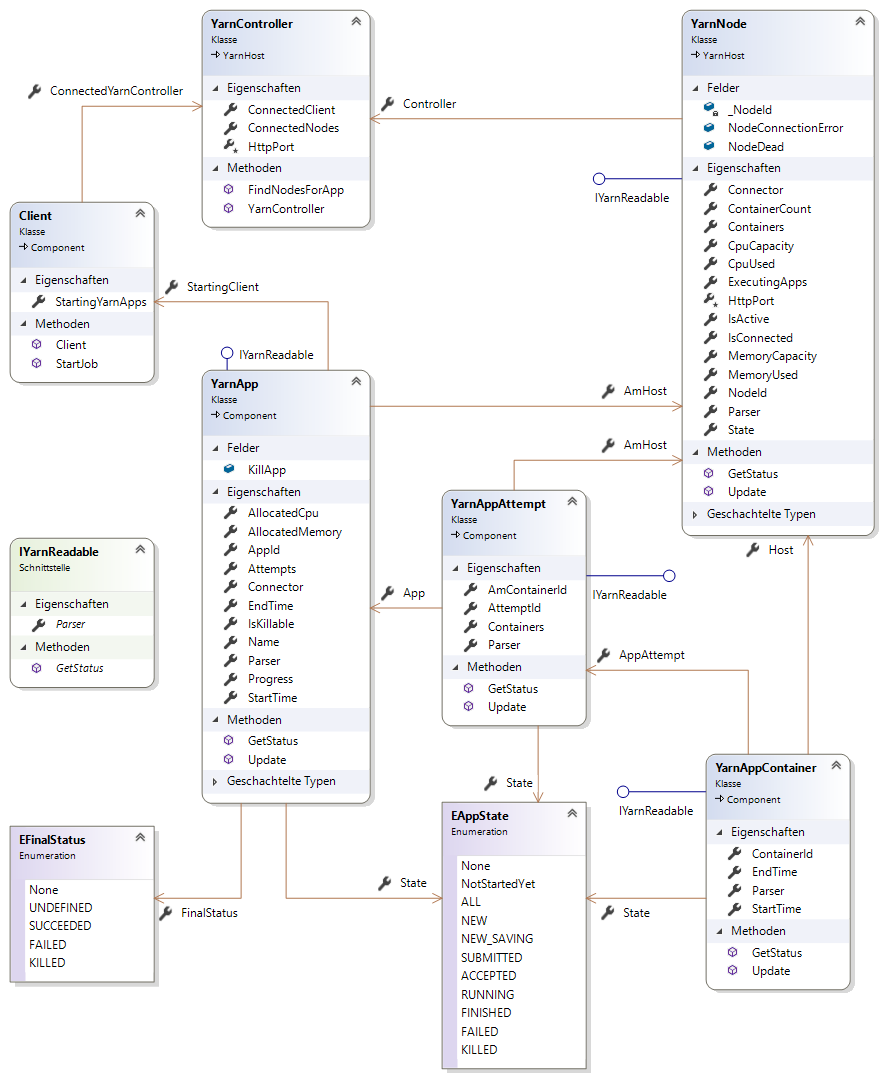 YarnController
Klasse
YarnHost
Eigenschaften
ConnectedClient
ConnectedNodes
HttpPort
Methoden
FindNodesForApp
YarnController
YarnNode
Klasse
YarnHost
Felder
_NodeId
NodeConnectionError
NodeDead
Eigenschaften
Connector
ContainerCount
Containers
CpuCapacity
CpuUsed
ExecutingApps
HttpPort
IsActive
IsConnected
MemoryCapacity
MemoryUsed
NodeId
Parser
State
Methoden
GetStatus
Update
Geschachtelte Typen
ConnectedYarnController
Controller
IYarnReadable
Client
Klasse
Component
Eigenschaften
StartingYarnApps
Methoden
Client
StartJob
StartingClient
IYarnReadable
YarnApp
Klasse
Component
Felder
KillApp
Eigenschaften
AllocatedCpu
AllocatedMemory
AppId
Attempts
Connector
EndTime
IsKillable
Name
Parser
Progress
StartTime
Methoden
GetStatus
Update
Geschachtelte Typen
AmHost
AmHost
YarnAppAttempt
Klasse
Component
Eigenschaften
AmContainerId
AttemptId
Containers
Parser
Methoden
GetStatus
Update
IYarnReadable
App
Host
AppAttempt
IYarnReadable
Schnittstelle
Eigenschaften
Parser
Methoden
GetStatus
YarnAppContainer
Klasse
Component
Eigenschaften
ContainerId
EndTime
Parser
StartTime
Methoden
GetStatus
Update
IYarnReadable
State
State
State
FinalStatus
EFinalStatus
Enumeration
None
UNDEFINED
SUCCEEDED
FAILED
KILLED
EAppState
Enumeration
None
NotStartedYet
ALL
NEW
NEW_SAVING
SUBMITTED
ACCEPTED
RUNNING
FINISHED
FAILED
KILLED